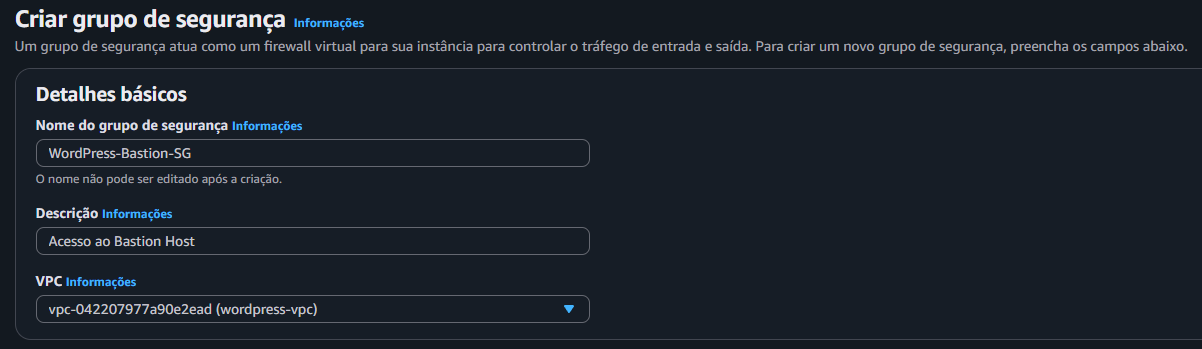 Criar grupo de segurança Informações
Um grupo de segurança atua como um firewall virtual para sua instância para controlar o tráfego de entrada e saída. Para criar um novo grupo de segurança, preencha os campos abaixo.
Detalhes básicos
Nome do grupo de segurança Informações
WordPress-Bastion-SG
O nome não pode ser editado após a criação.
Descrição Informações
Acesso ao Bastion Host
VPC Informações
vpc-042207977a90e2ead (wordpress-vpc)